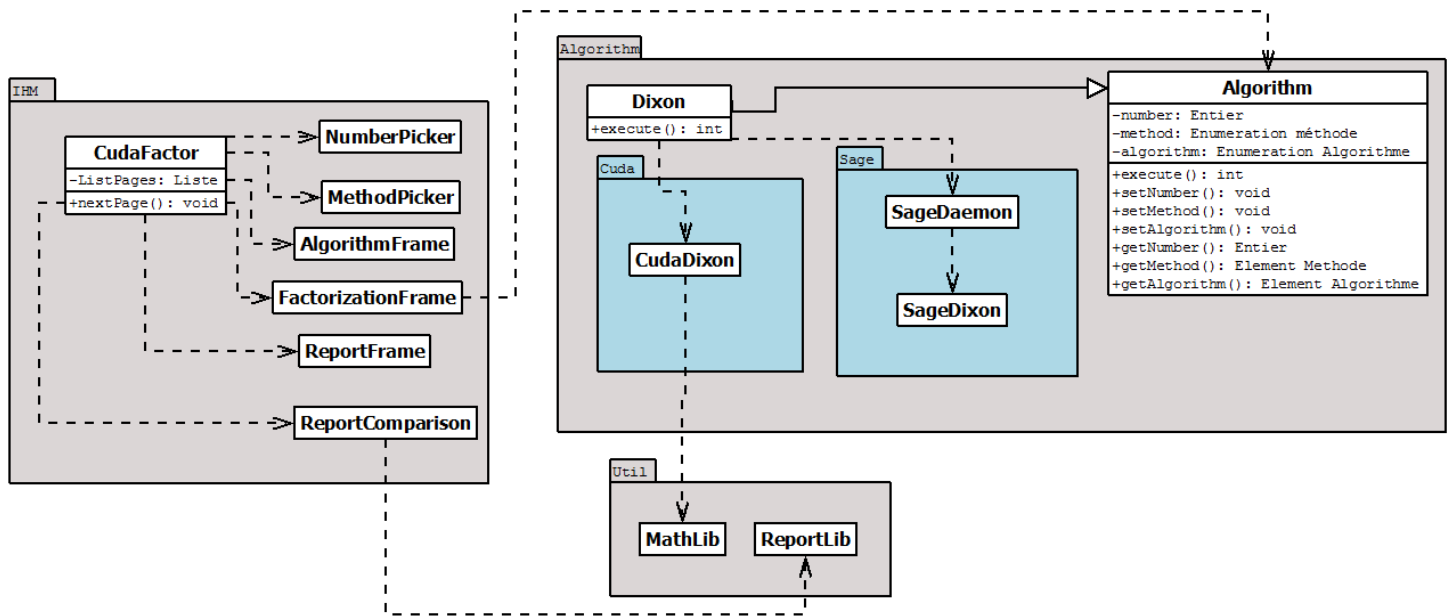 IHM
CudaFactor
-ListPages: Liste
+nextPage(): void
NumberPicker
MethodPicker
AlgorithmFrame
FactorizationFrame
ReportFrame
ReportComparison
Algorithm
Dixon
+execute(): int
Cuda
CudaDixon
Sage
SageDaemon
SageDixon
Algorithm
-number: Entier
-method: Enumeration méthode
-algorithm: Enumeration Algorithme
+execute(): int
+setNumber(): void
+setMethod(): void
+setAlgorithm(): void
+getNumber(): Entier
+getMethod(): Element Methode
+getAlgorithm(): Element Algorithme
Util
MathLib
ReportLib